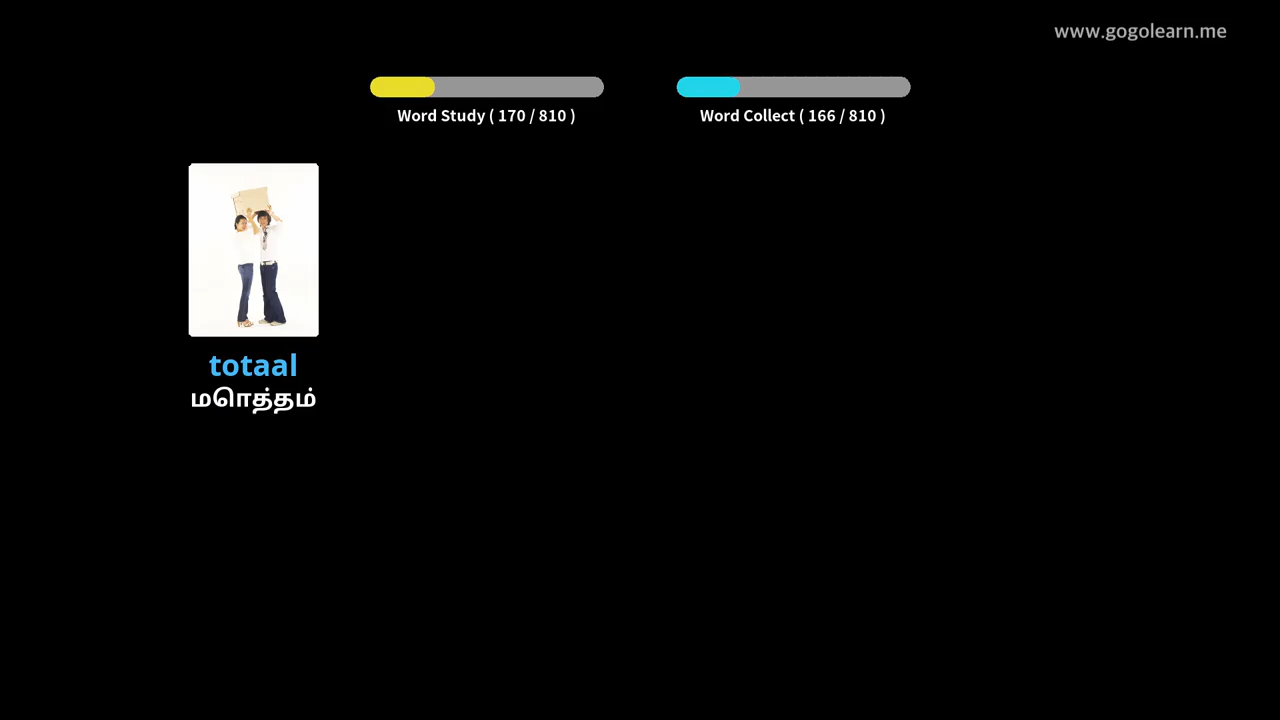 www.gogolearn.me
Word Study ( 170 / 810 )
Word Collect ( 166 / 810 )
totaal
மொத்தம்